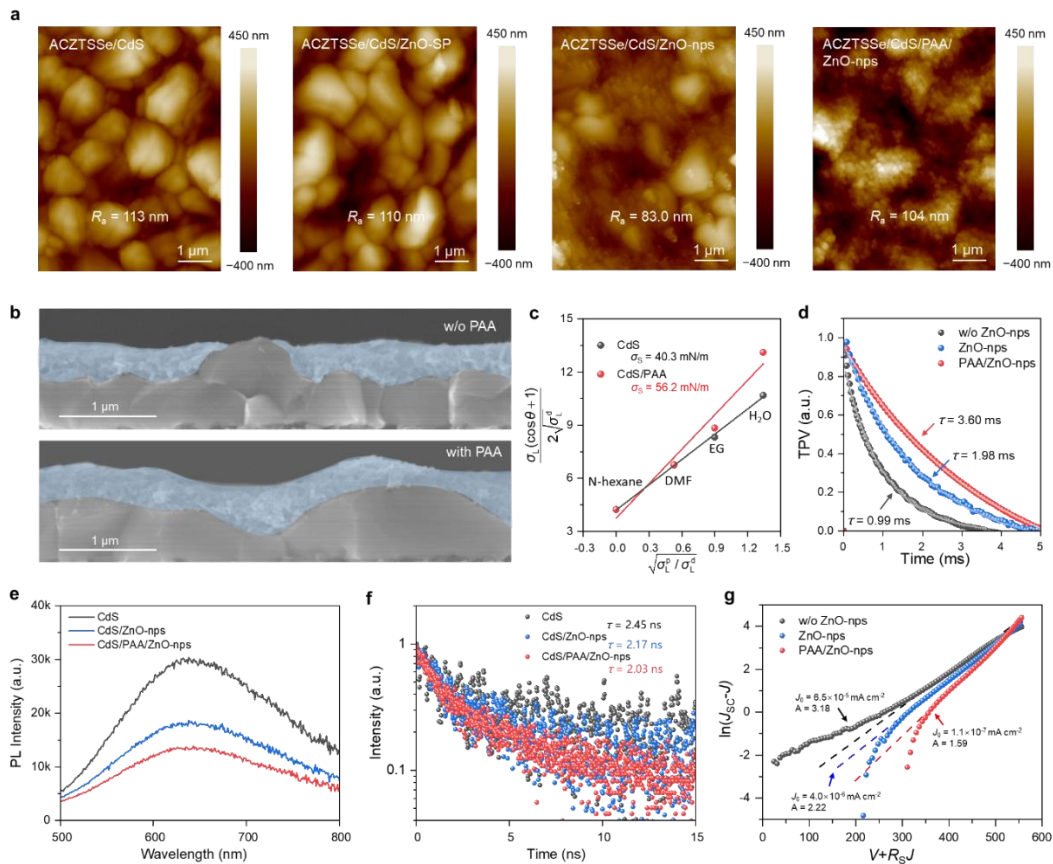 a
ACZTSSe/CdS
450 nm
Ra = 113 nm
1 μm
−400 nm
ACZTSSe/CdS/ZnO-SP
450 nm
Ra = 110 nm
1 μm
−400 nm
ACZTSSe/CdS/ZnO-nps
450 nm
Ra = 83.0 nm
1 μm
−400 nm
ACZTSSe/CdS/PAA/
ZnO-nps
450 nm
Ra = 104 nm
1 μm
−400 nm
b
w/o PAA
1 μm
with PAA
1 μm
c
15
12
9
6
3
CdS
σS = 40.3 mN/m
CdS/PAA
σS = 56.2 mN/m
H2O
EG
DMF
N-hexane
-0.3 0.0 0.3 0.6 0.9 1.2 1.5
σL(cosθ + 1)
2√σLd
√σLp / σLd
d
w/o ZnO-nps
ZnO-nps
PAA/ZnO-nps
τ = 3.60 ms
τ = 1.98 ms
τ = 0.99 ms
TPV (a.u.)
1.0
0.8
0.6
0.4
0.2
0.0
0 1 2 3 4 5
Time (ms)
e
CdS
CdS/ZnO-nps
CdS/PAA/ZnO-nps
PL Intensity (a.u.)
40k
30k
20k
10k
0
500 600 700 800
Wavelength (nm)
f
CdS
τ = 2.45 ns
CdS/ZnO-nps
τ = 2.17 ns
CdS/PAA/ZnO-nps
τ = 2.03 ns
Intensity (a.u.)
1
0.1
0 5 10 15
Time (ns)
g
w/o ZnO-nps
ZnO-nps
PAA/ZnO-nps
J0 = 6.5×10-5 mA cm-2
A = 3.18
J0 = 1.1×10-7 mA cm-2
A = 1.59
A = 2.22
ln(JSC-J)
4
2
0
-2
-4
0 100 200 300 400 500 600
V+RSJ